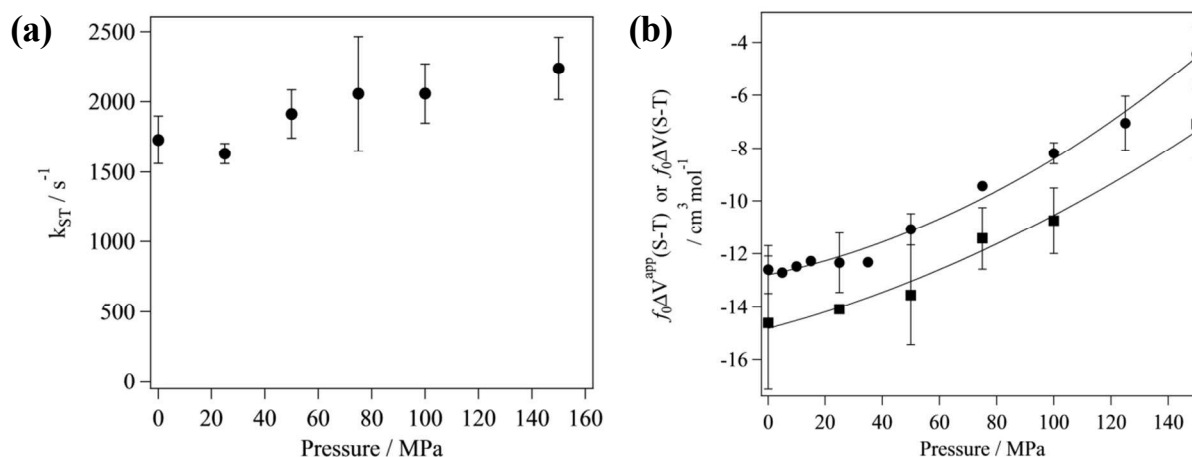 (a)
2500
2000
1500
1000
500
0
k_ST / s^-1
0 20 40 60 80 100 120 140 160
Pressure / MPa
(b)
-4
-6
-8
-10
-12
-14
-16
f_0ΔV^app(S-T) or f_0ΔV(S-T)
/ cm^3 mol^-1
0 20 40 60 80 100 120 140
Pressure / MPa